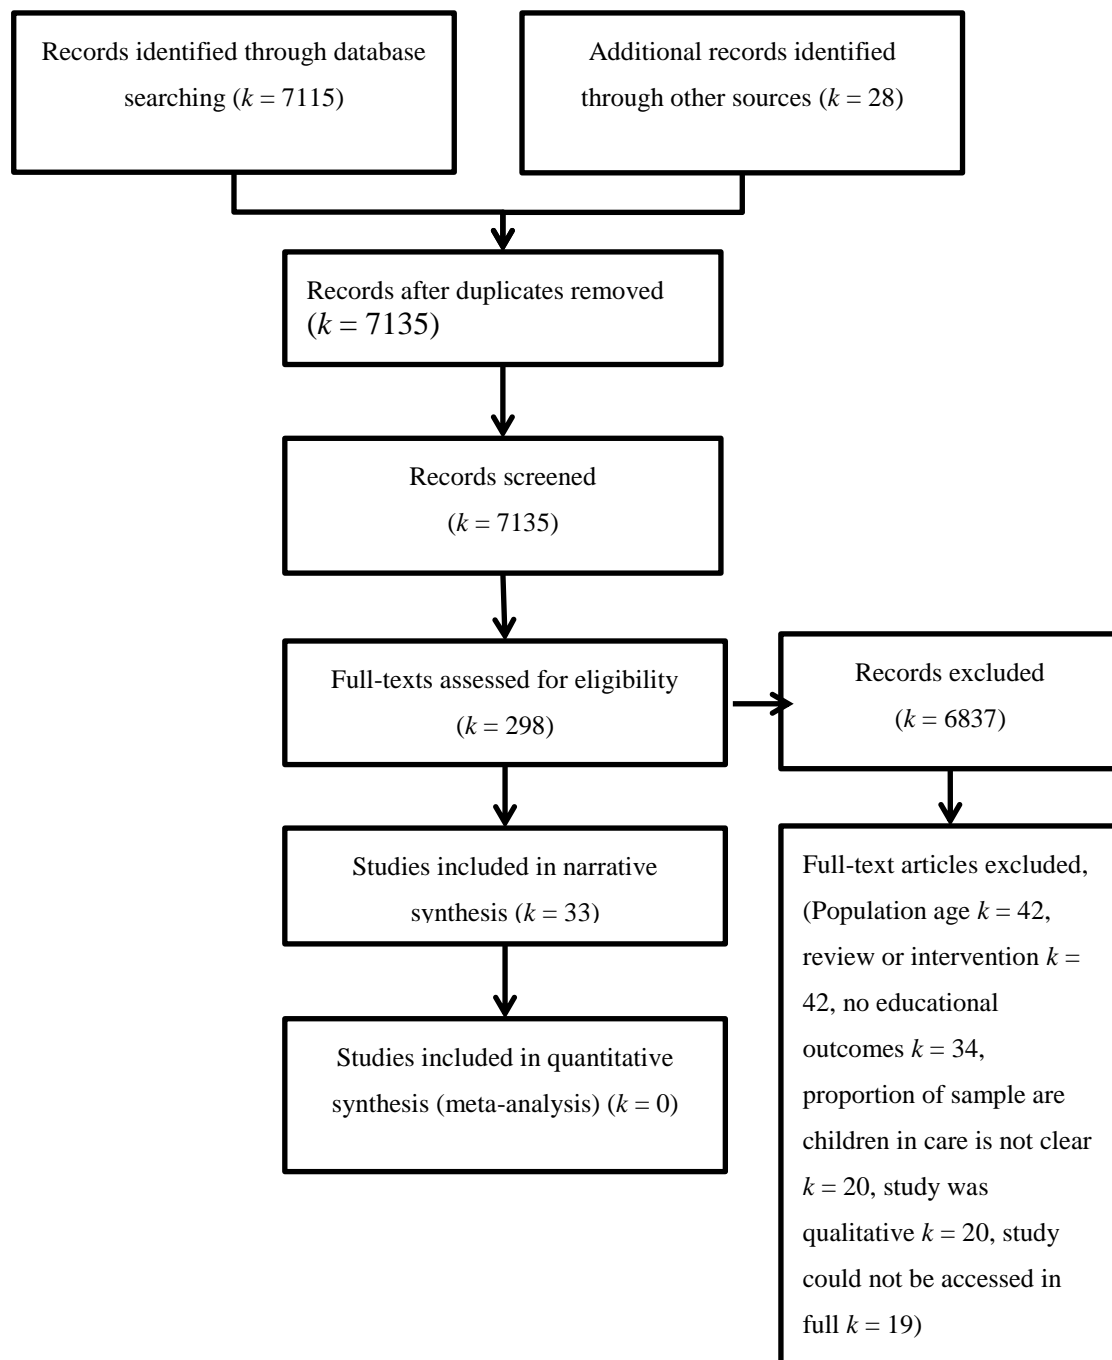 Records identified through database
searching (k = 7115)
Additional records identified
through other sources (k = 28)
Records after duplicates removed
(k = 7135)
Records screened
(k = 7135)
Full-texts assessed for eligibility
(k = 298)
Records excluded
(k = 6837)
Studies included in narrative
synthesis (k = 33)
Full-text articles excluded,
(Population age k = 42,
review or intervention k =
42, no educational
outcomes k = 34,
proportion of sample are
children in care is not clear
k = 20, study was
qualitative k = 20, study
could not be accessed in
full k = 19)
Studies included in quantitative
synthesis (meta-analysis) (k = 0)